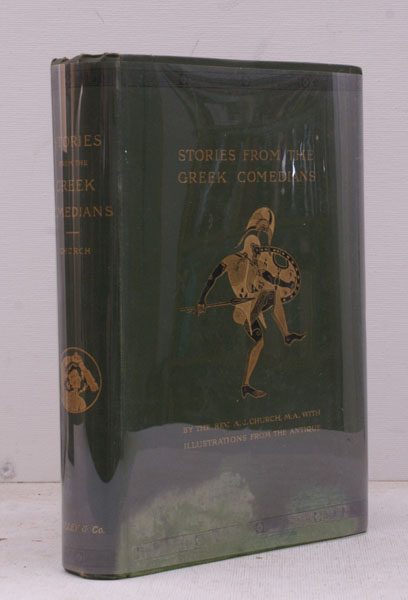 STORIES
FROM THE
GREEK
COMEDIANS
CHURCH
STORIES FROM THE
GREEK COMEDIANS
BY THE REV. A. J. CHURCH, M.A. WITH
ILLUSTRATIONS FROM THE ANTIQUE
& Co.